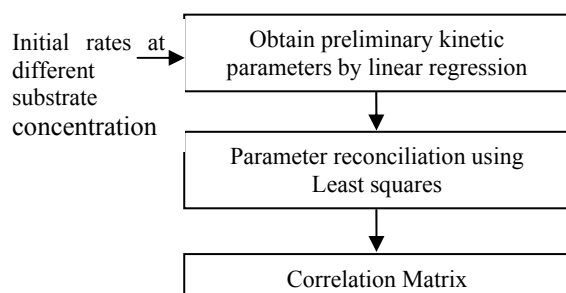 Initial rates at
different
substrate
concentration
Obtain preliminary kinetic
parameters by linear regression
Parameter reconciliation using
Least squares
Correlation Matrix